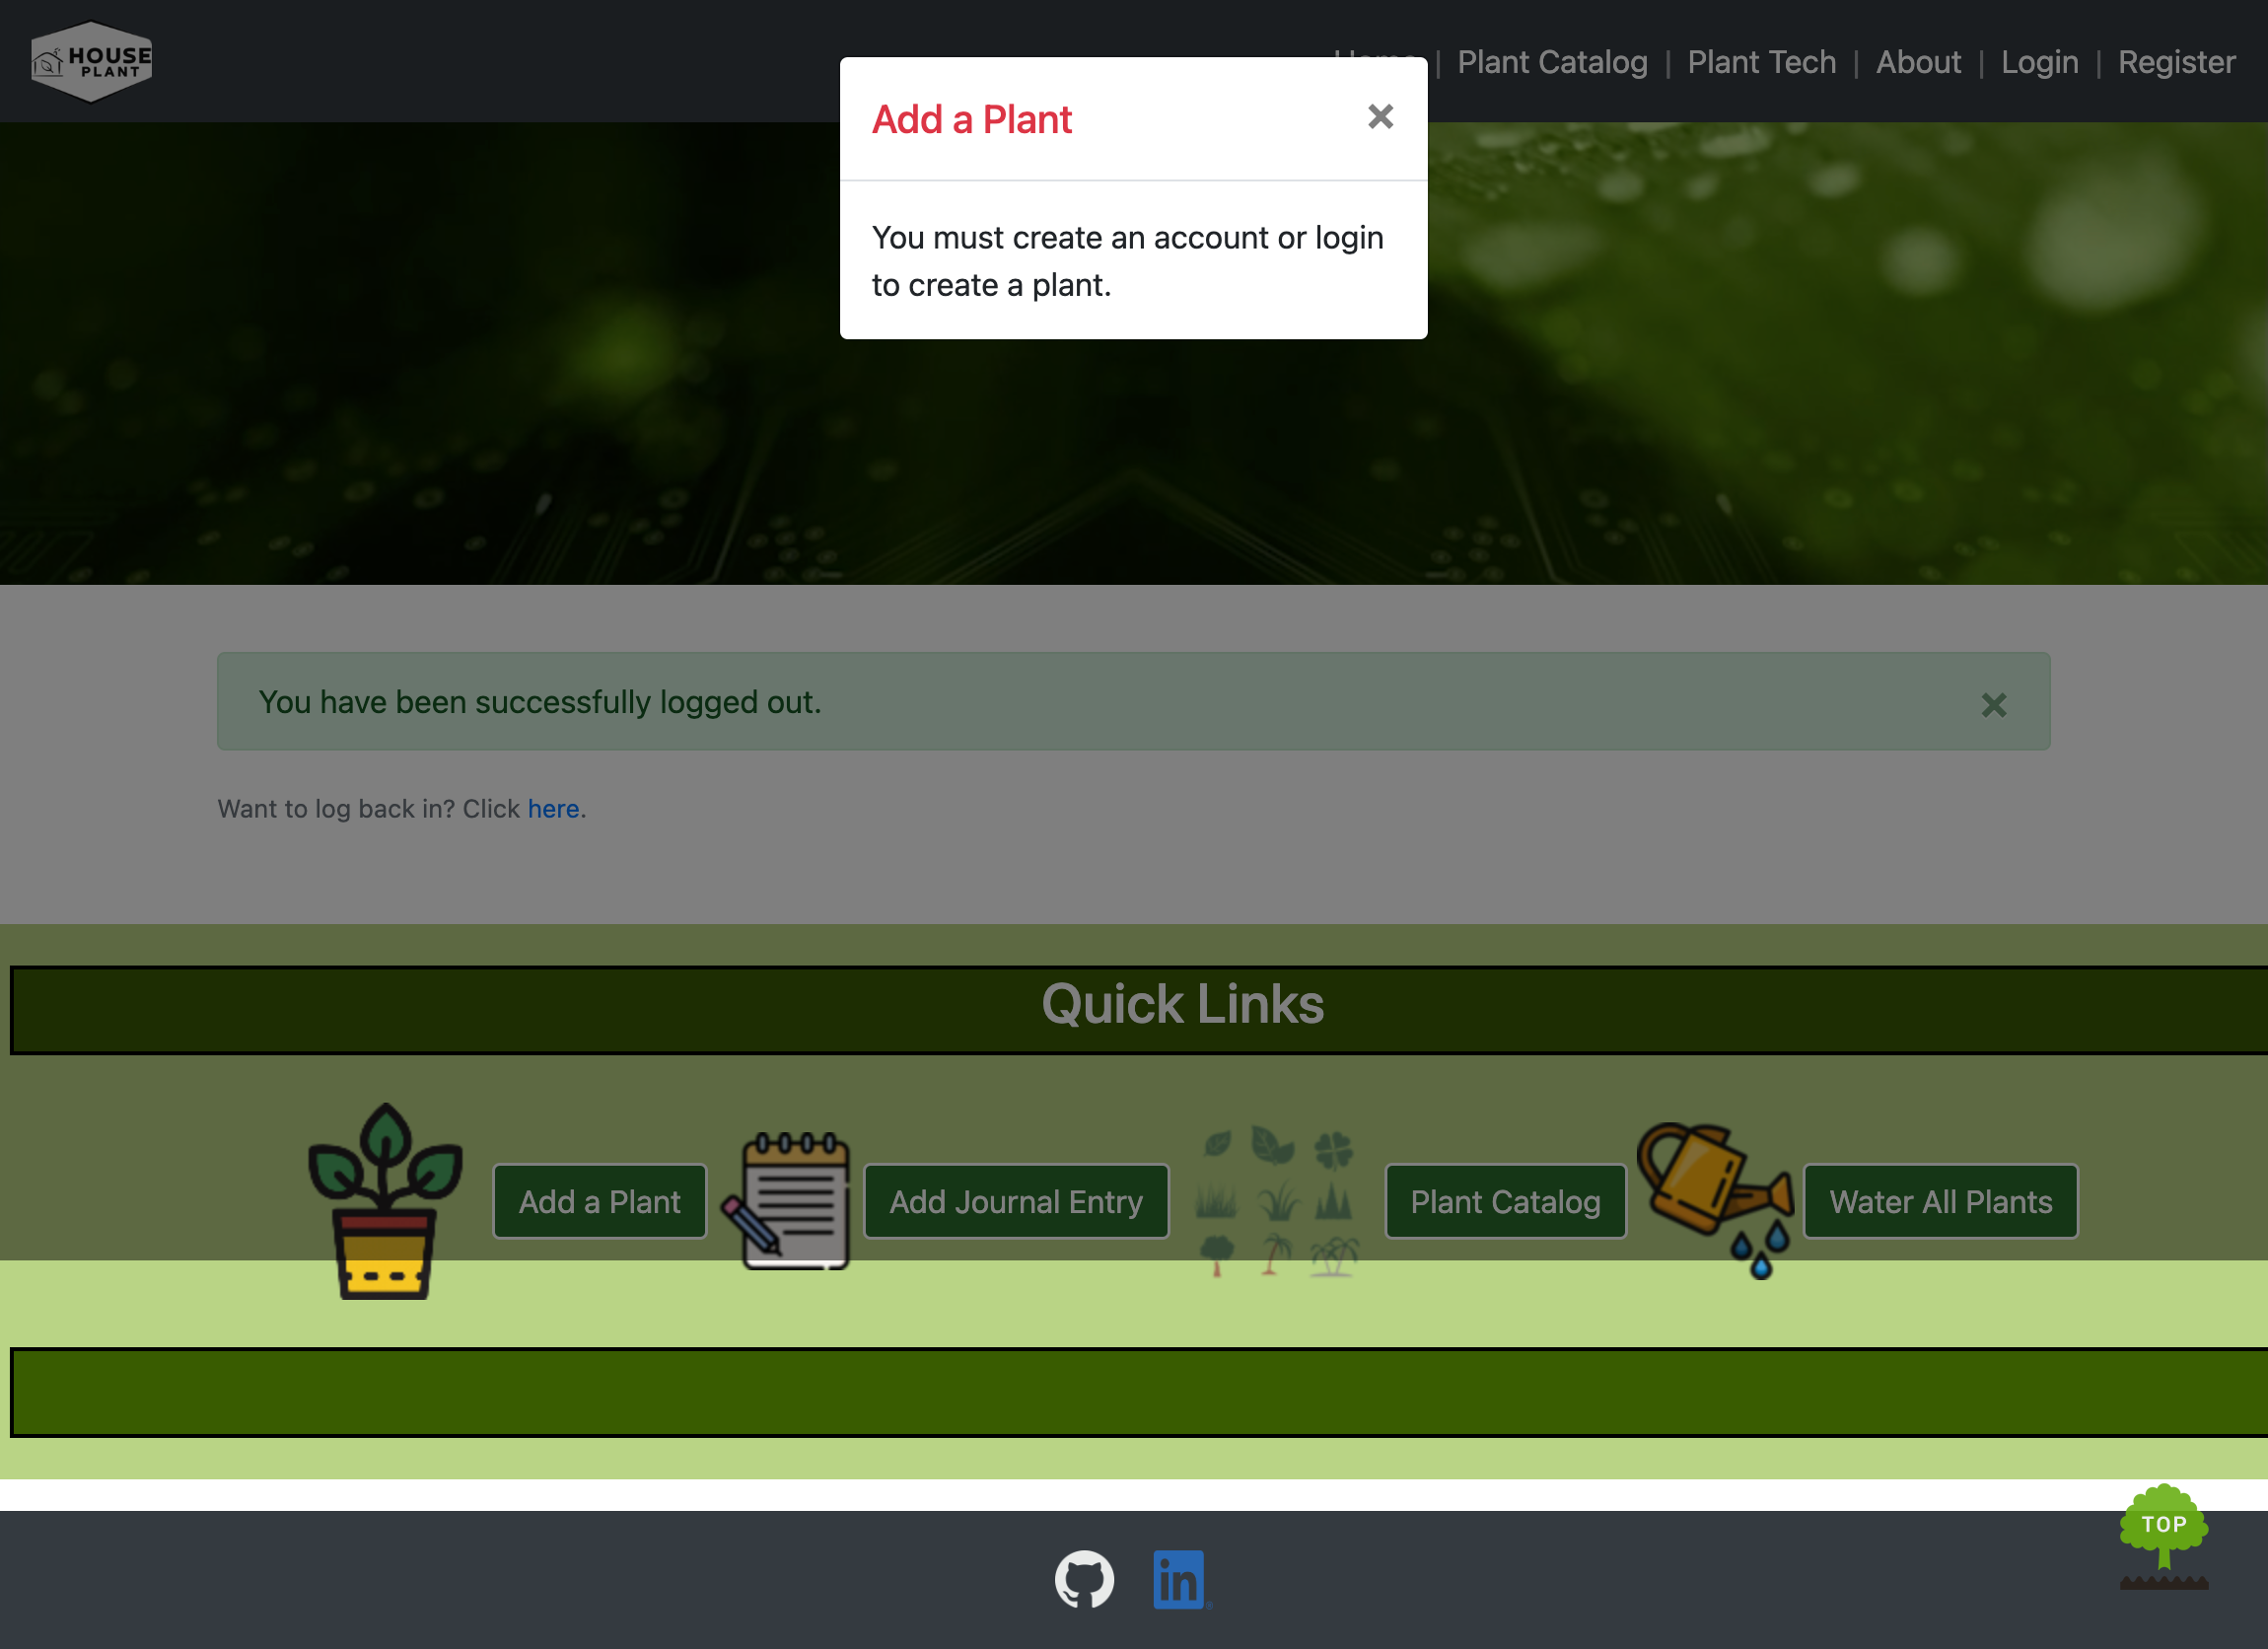 HOUSE
PLANT
Home | Plant Catalog | Plant Tech | About | Login | Register
Add a Plant ×
You must create an account or login
to create a plant.
You have been successfully logged out. ×
Want to log back in? Click here.
Quick Links
Add a Plant
Add Journal Entry
Plant Catalog
Water All Plants
TOP
in